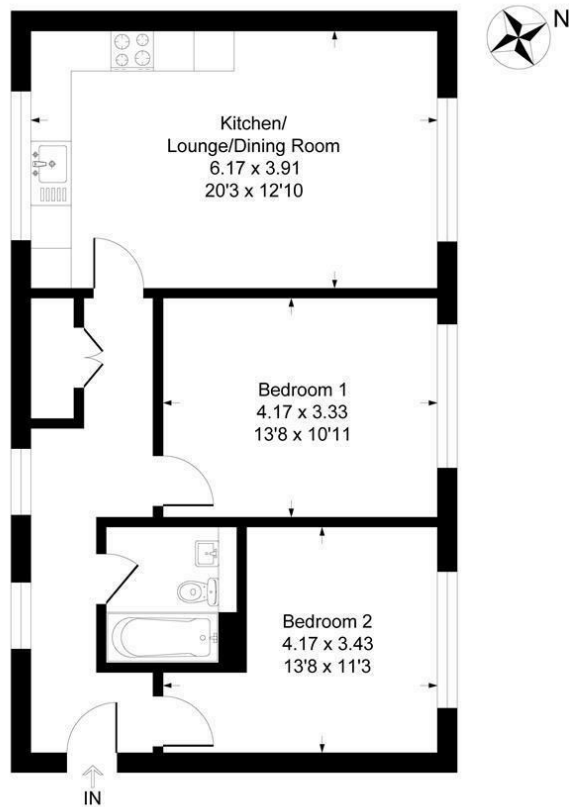 N
Kitchen/
Lounge/Dining Room
6.17 x 3.91
20'3 x 12'10
Bedroom 1
4.17 x 3.33
13'8 x 10'11
Bedroom 2
4.17 x 3.43
13'8 x 11'3
IN